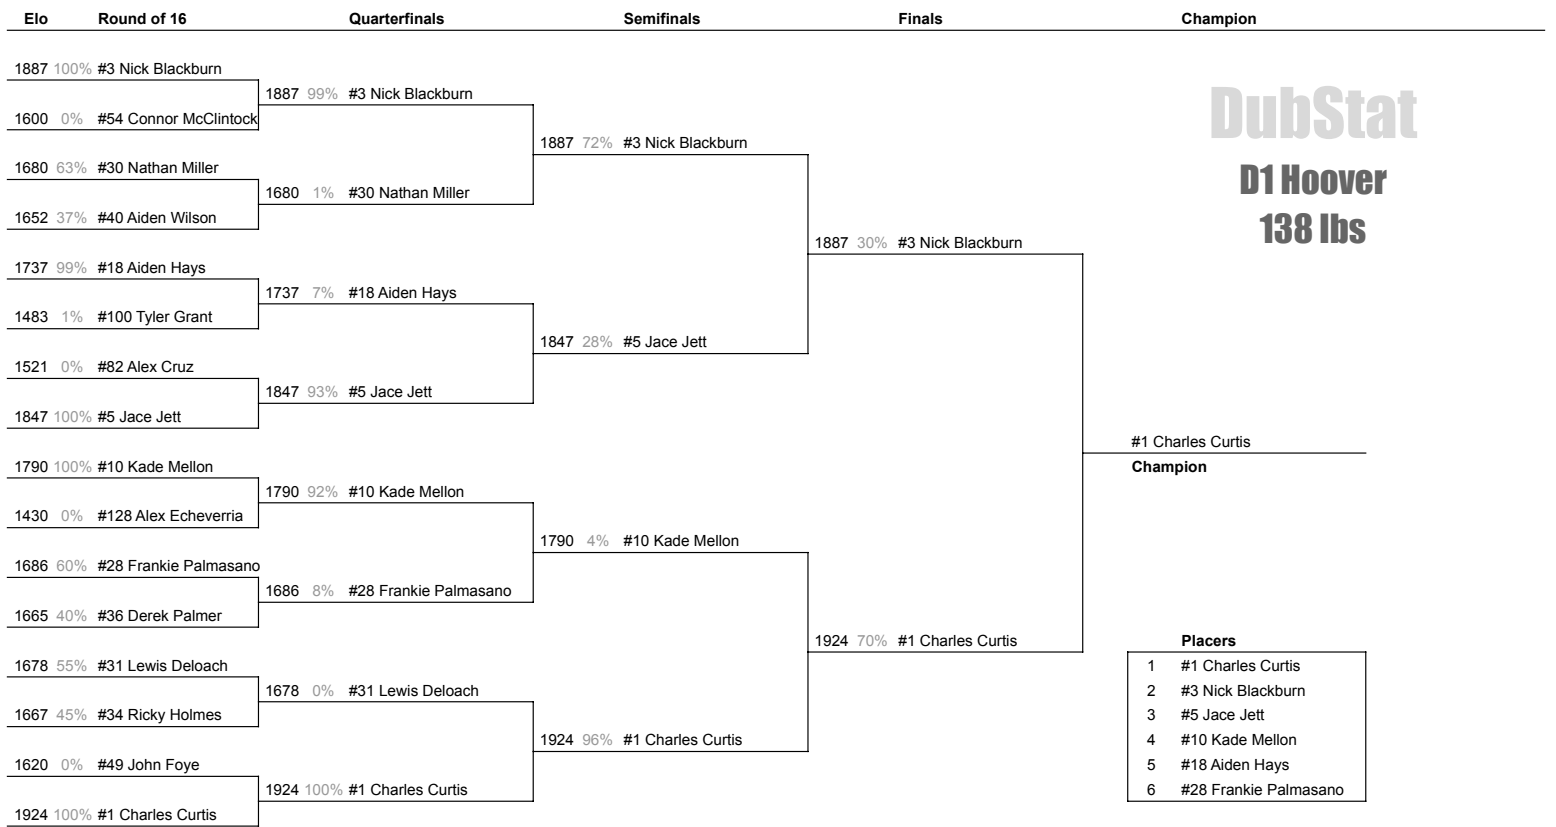 Elo Round of 16 Quarterfinals Semifinals Finals Champion
1887 100% #3 Nick Blackburn
1887 99% #3 Nick Blackburn
1600 0% #54 Connor McClintock
1887 72% #3 Nick Blackburn
1680 63% #30 Nathan Miller
1680 1% #30 Nathan Miller
1652 37% #40 Aiden Wilson
1887 30% #3 Nick Blackburn
1737 99% #18 Aiden Hays
1737 7% #18 Aiden Hays
1483 1% #100 Tyler Grant
1847 28% #5 Jace Jett
1521 0% #82 Alex Cruz
1847 93% #5 Jace Jett
1847 100% #5 Jace Jett
#1 Charles Curtis
Champion
1790 100% #10 Kade Mellon
1790 92% #10 Kade Mellon
1430 0% #128 Alex Echeverria
1790 4% #10 Kade Mellon
1686 60% #28 Frankie Palmasano
1686 8% #28 Frankie Palmasano
1665 40% #36 Derek Palmer
1924 70% #1 Charles Curtis
1678 55% #31 Lewis Deloach
1678 0% #31 Lewis Deloach
1667 45% #34 Ricky Holmes
1924 96% #1 Charles Curtis
1620 0% #49 John Foye
1924 100% #1 Charles Curtis
1924 100% #1 Charles Curtis
DubStat
D1 Hoover
138 lbs
Placers
1 #1 Charles Curtis
2 #3 Nick Blackburn
3 #5 Jace Jett
4 #10 Kade Mellon
5 #18 Aiden Hays
6 #28 Frankie Palmasano